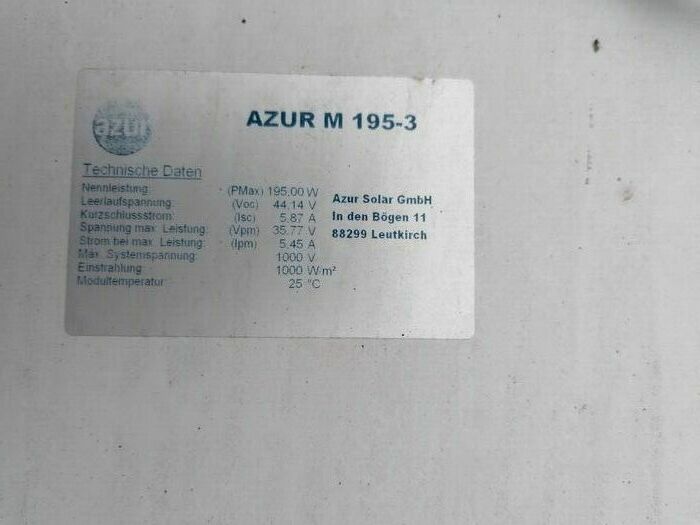 azur
AZUR M 195-3
Technische Daten
Nennleistung: (PMax) 195,00 W
Leerlaufspannung: (Voc) 44,14 V
Kurzschlussstrom: (Isc) 5,87 A
Spannung max. Leistung: (Vpm) 35,77 V
Strom bei max. Leistung: (Ipm) 5,45 A
Max. Systemspannung: 1000 V
Einstrahlung: 1000 W/m²
Modultemperatur: 25 °C
Azur Solar GmbH
In den Bögen 11
88299 Leutkirch